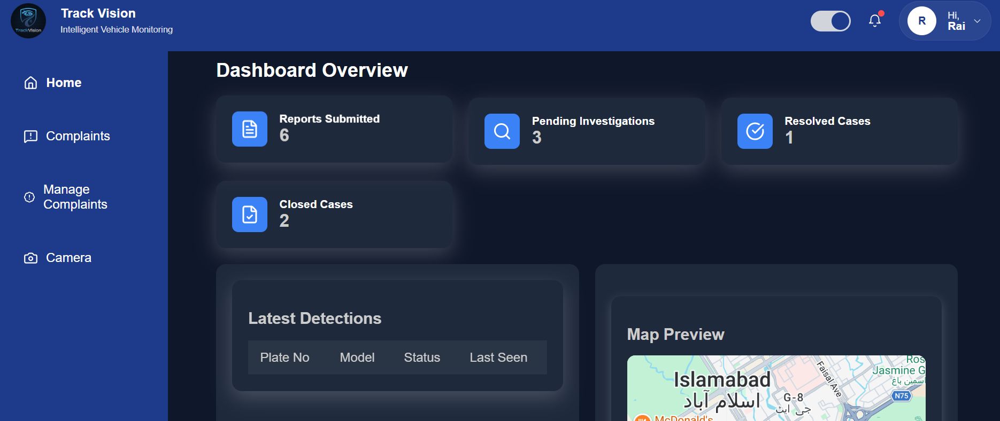 TrackVision
Track Vision
Intelligent Vehicle Monitoring
R
Hi,
Rai
Home
Complaints
Manage
Complaints
Camera
Dashboard Overview
Reports Submitted
6
Pending Investigations
3
Resolved Cases
1
Closed Cases
2
Latest Detections
Plate No Model Status Last Seen
Map Preview
Islamabad
اسلام آباد
G-8
جی ایٹ
Faisal Ave
Ros
Jasmine G
یاسمین باغ
N75
McDonald's